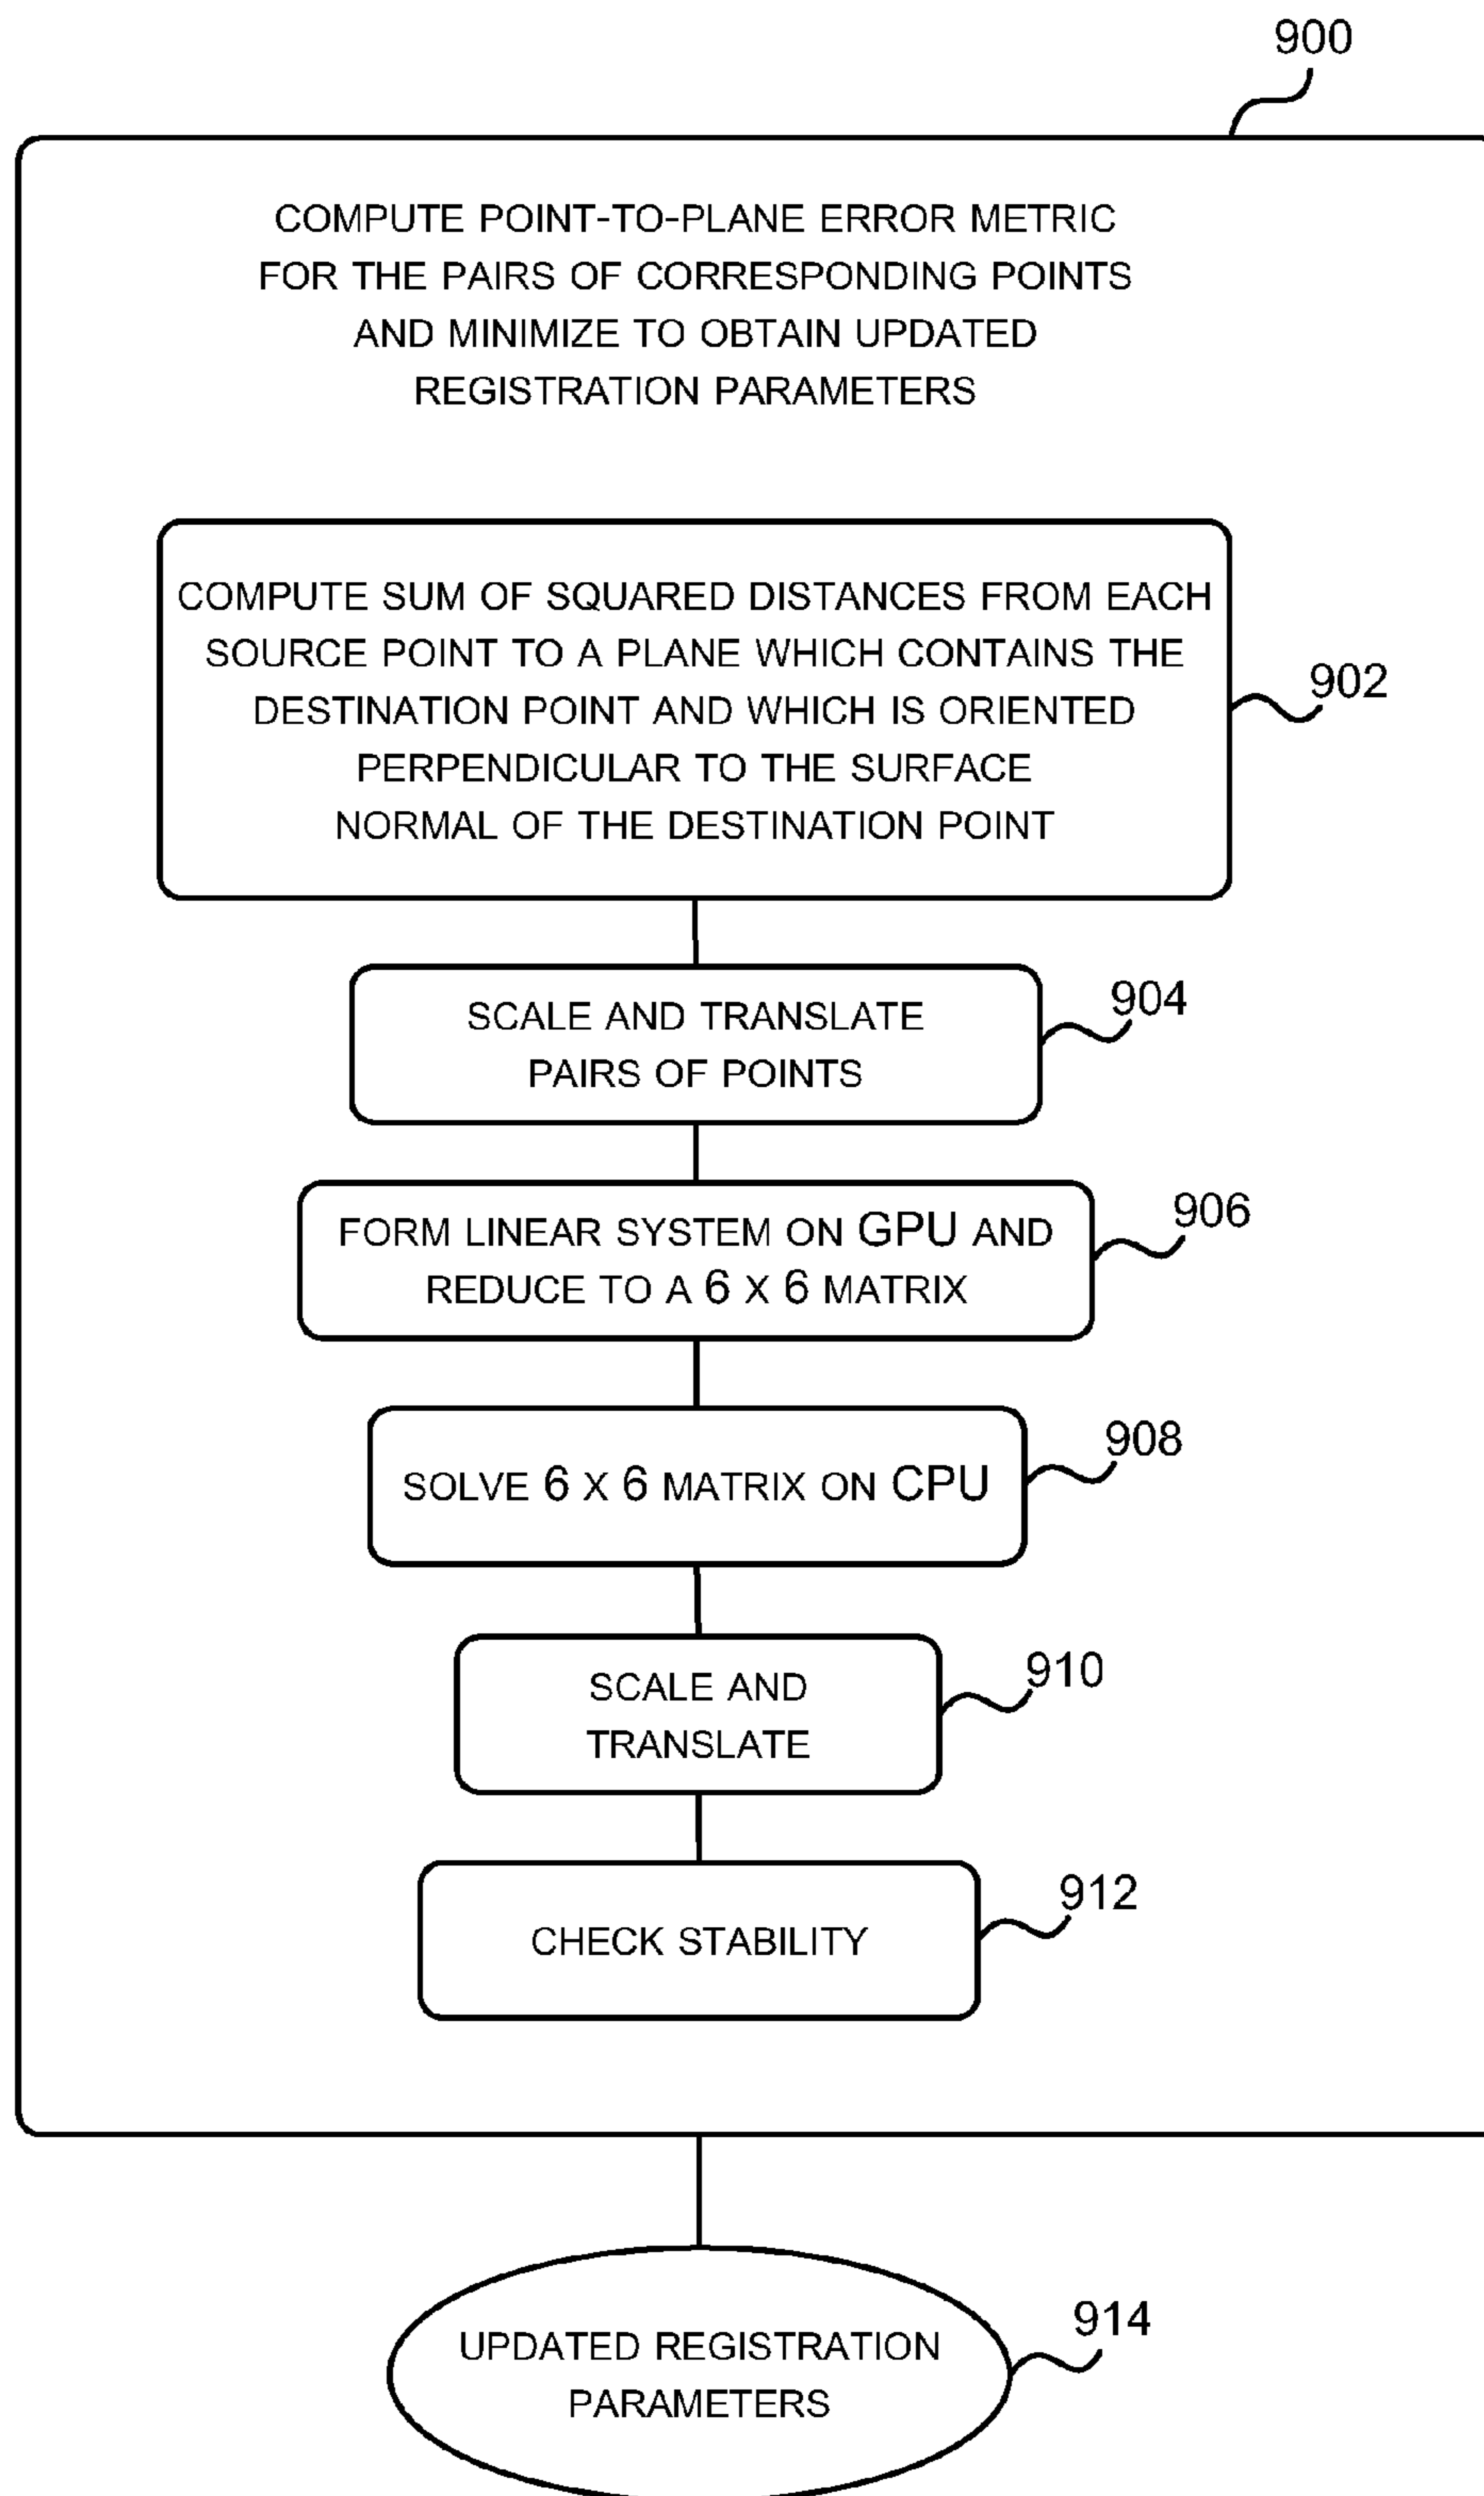 900
COMPUTE POINT-TO-PLANE ERROR METRIC
FOR THE PAIRS OF CORRESPONDING POINTS
AND MINIMIZE TO OBTAIN UPDATED
REGISTRATION PARAMETERS
COMPUTE SUM OF SQUARED DISTANCES FROM EACH
SOURCE POINT TO A PLANE WHICH CONTAINS THE
DESTINATION POINT AND WHICH IS ORIENTED
PERPENDICULAR TO THE SURFACE
NORMAL OF THE DESTINATION POINT
902
SCALE AND TRANSLATE
PAIRS OF POINTS
904
FORM LINEAR SYSTEM ON GPU AND
REDUCE TO A 6 X 6 MATRIX
906
SOLVE 6 X 6 MATRIX ON CPU
908
SCALE AND
TRANSLATE
910
CHECK STABILITY
912
UPDATED REGISTRATION
PARAMETERS
914